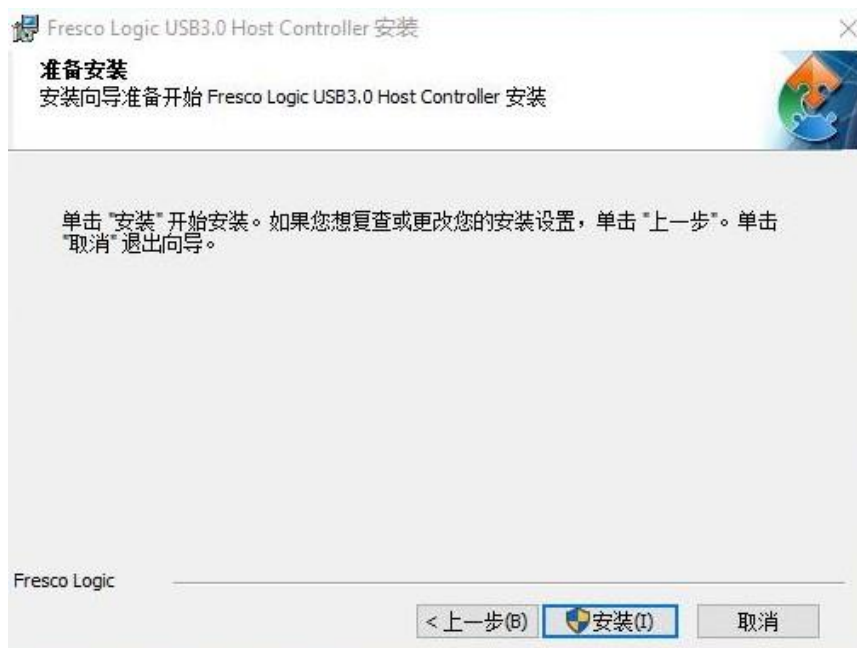 Fresco Logic USB3.0 Host Controller 安装
准备安装
安装向导准备开始 Fresco Logic USB3.0 Host Controller 安装
单击 "安装" 开始安装。如果您想复查或更改您的安装设置，单击 "上一步"。单击
"取消" 退出向导。
Fresco Logic
< 上一步(B) 安装(I) 取消